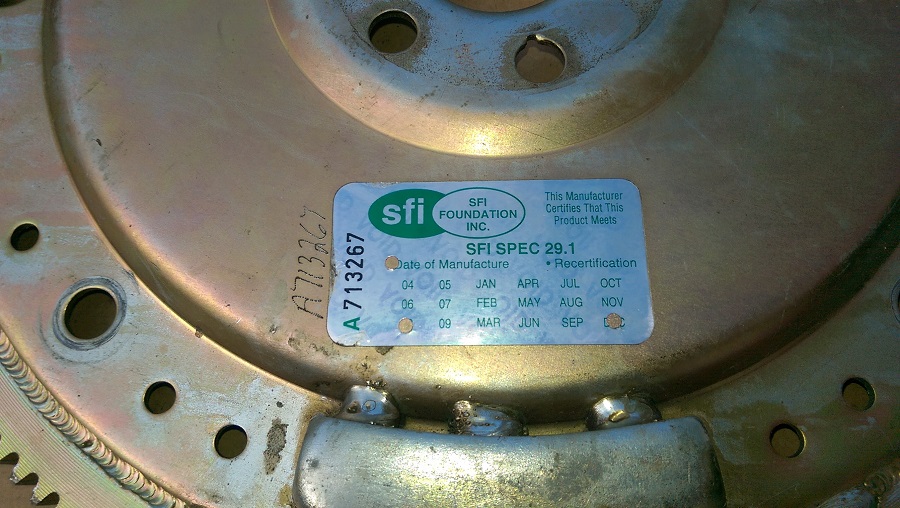 sfi
SFI
FOUNDATION
INC.
This Manufacturer
Certifies That This
Product Meets
SFI SPEC 29.1
Date of Manufacture • Recertification
04 05 JAN APR JUL OCT
06 07 FEB MAY AUG NOV
09 MAR JUN SEP
A 713267
A713267